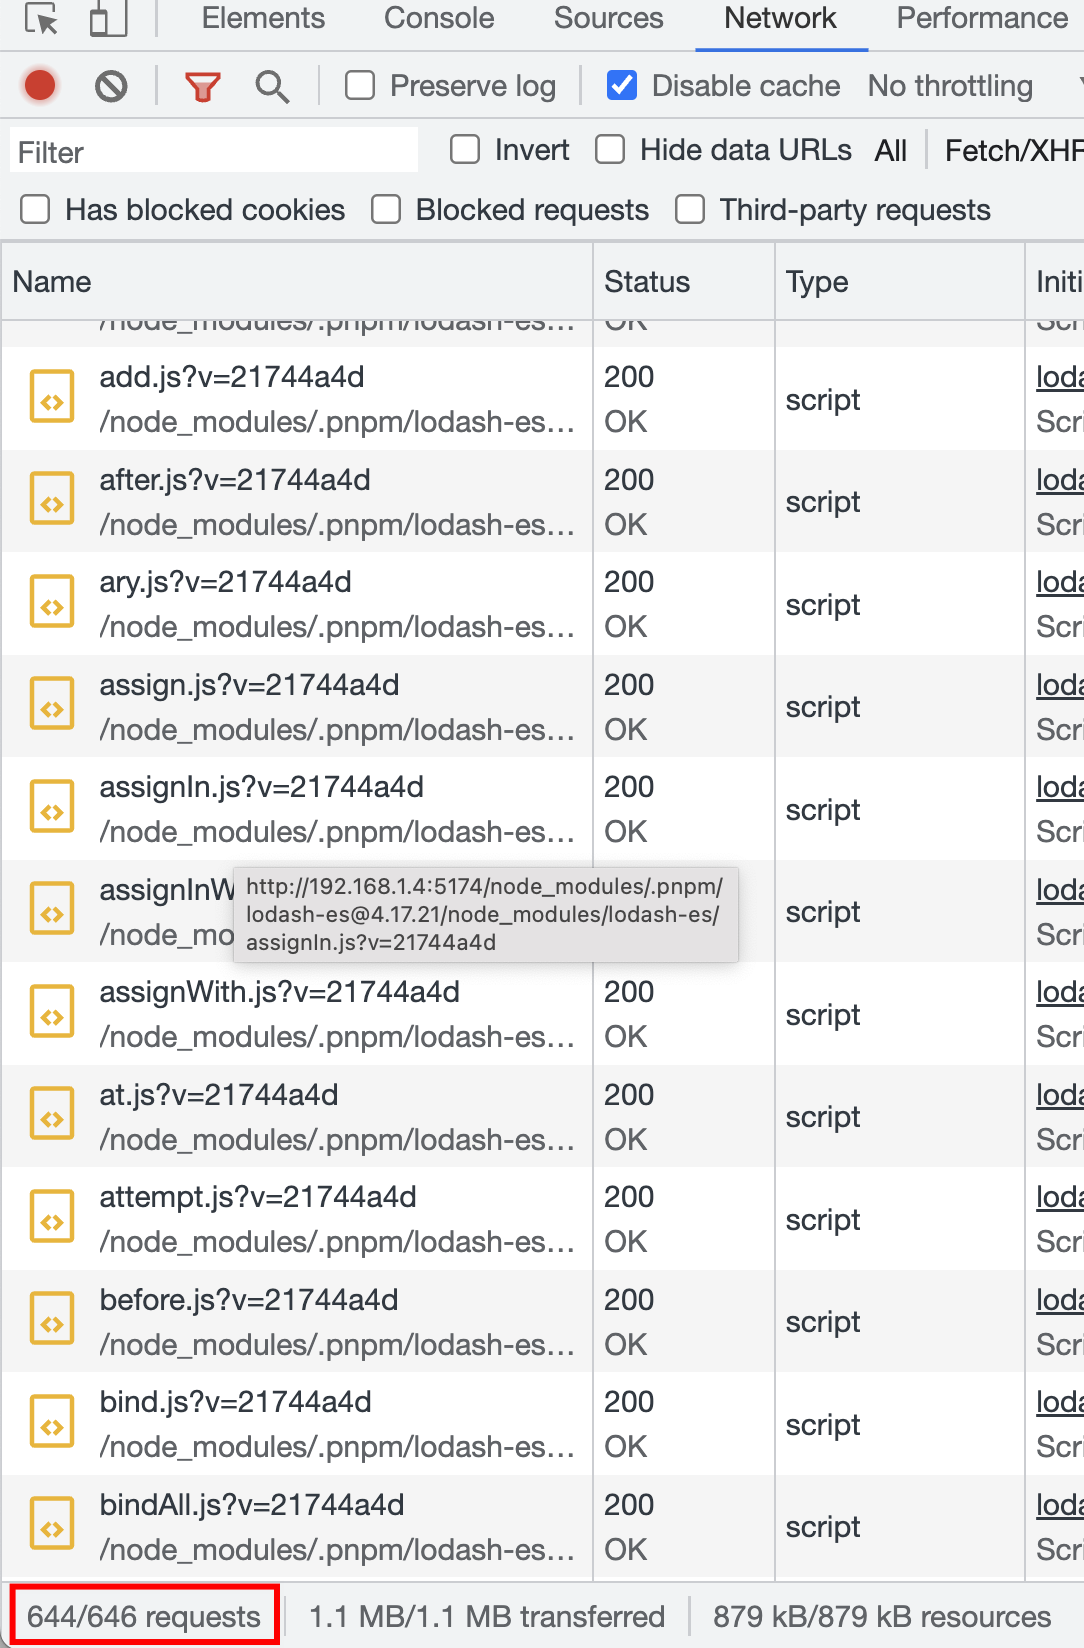 Elements Console Sources Network Performance
Preserve log Disable cache No throttling
Filter Invert Hide data URLs All Fetch/XHR
Has blocked cookies Blocked requests Third-party requests
Name Status Type Initi
/node_modules/.pnpm/lodash-es… OK Scri
add.js?v=21744a4d 200 script loda
/node_modules/.pnpm/lodash-es… OK Scri
after.js?v=21744a4d 200 script loda
/node_modules/.pnpm/lodash-es… OK Scri
ary.js?v=21744a4d 200 script loda
/node_modules/.pnpm/lodash-es… OK Scri
assign.js?v=21744a4d 200 script loda
/node_modules/.pnpm/lodash-es… OK Scri
assignIn.js?v=21744a4d 200 script loda
/node_modules/.pnpm/lodash-es… OK Scri
assignInW script loda
/node_mo Scri
http://192.168.1.4:5174/node_modules/.pnpm/
lodash-es@4.17.21/node_modules/lodash-es/
assignIn.js?v=21744a4d
assignWith.js?v=21744a4d 200 script loda
/node_modules/.pnpm/lodash-es… OK Scri
at.js?v=21744a4d 200 script loda
/node_modules/.pnpm/lodash-es… OK Scri
attempt.js?v=21744a4d 200 script loda
/node_modules/.pnpm/lodash-es… OK Scri
before.js?v=21744a4d 200 script loda
/node_modules/.pnpm/lodash-es… OK Scri
bind.js?v=21744a4d 200 script loda
/node_modules/.pnpm/lodash-es… OK Scri
bindAll.js?v=21744a4d 200 script loda
/node_modules/.pnpm/lodash-es… OK Scri
644/646 requests 1.1 MB/1.1 MB transferred 879 kB/879 kB resources